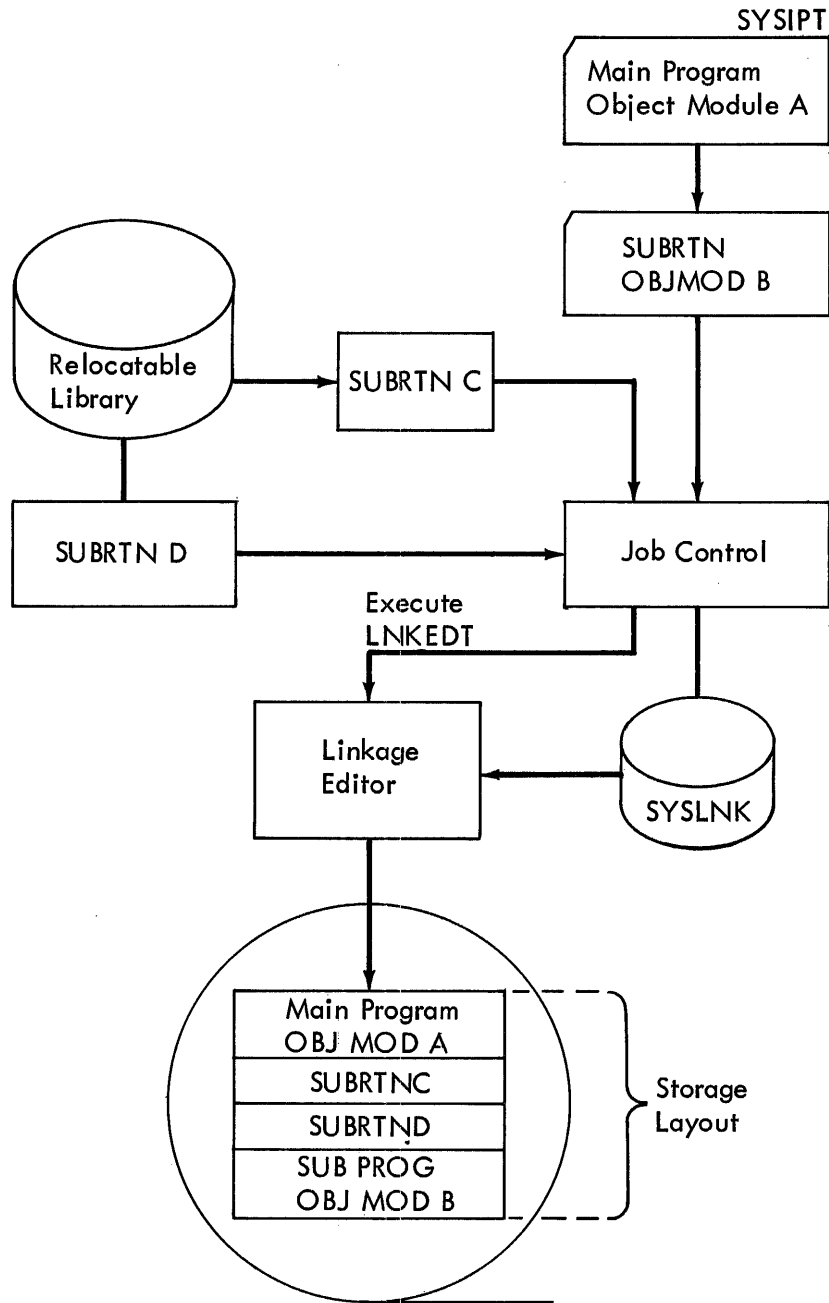 SYSIPT
Main Program
Object Module A
SUBRTN
OBJMOD B
Relocatable
Library
SUBRTN C
SUBRTN D
Job Control
Execute
LNKEDT
Linkage
Editor
SYSLNK
Main Program
OBJ MOD A
SUBRTNC
SUBRTND
SUB PROG
OBJ MOD B
Storage
Layout